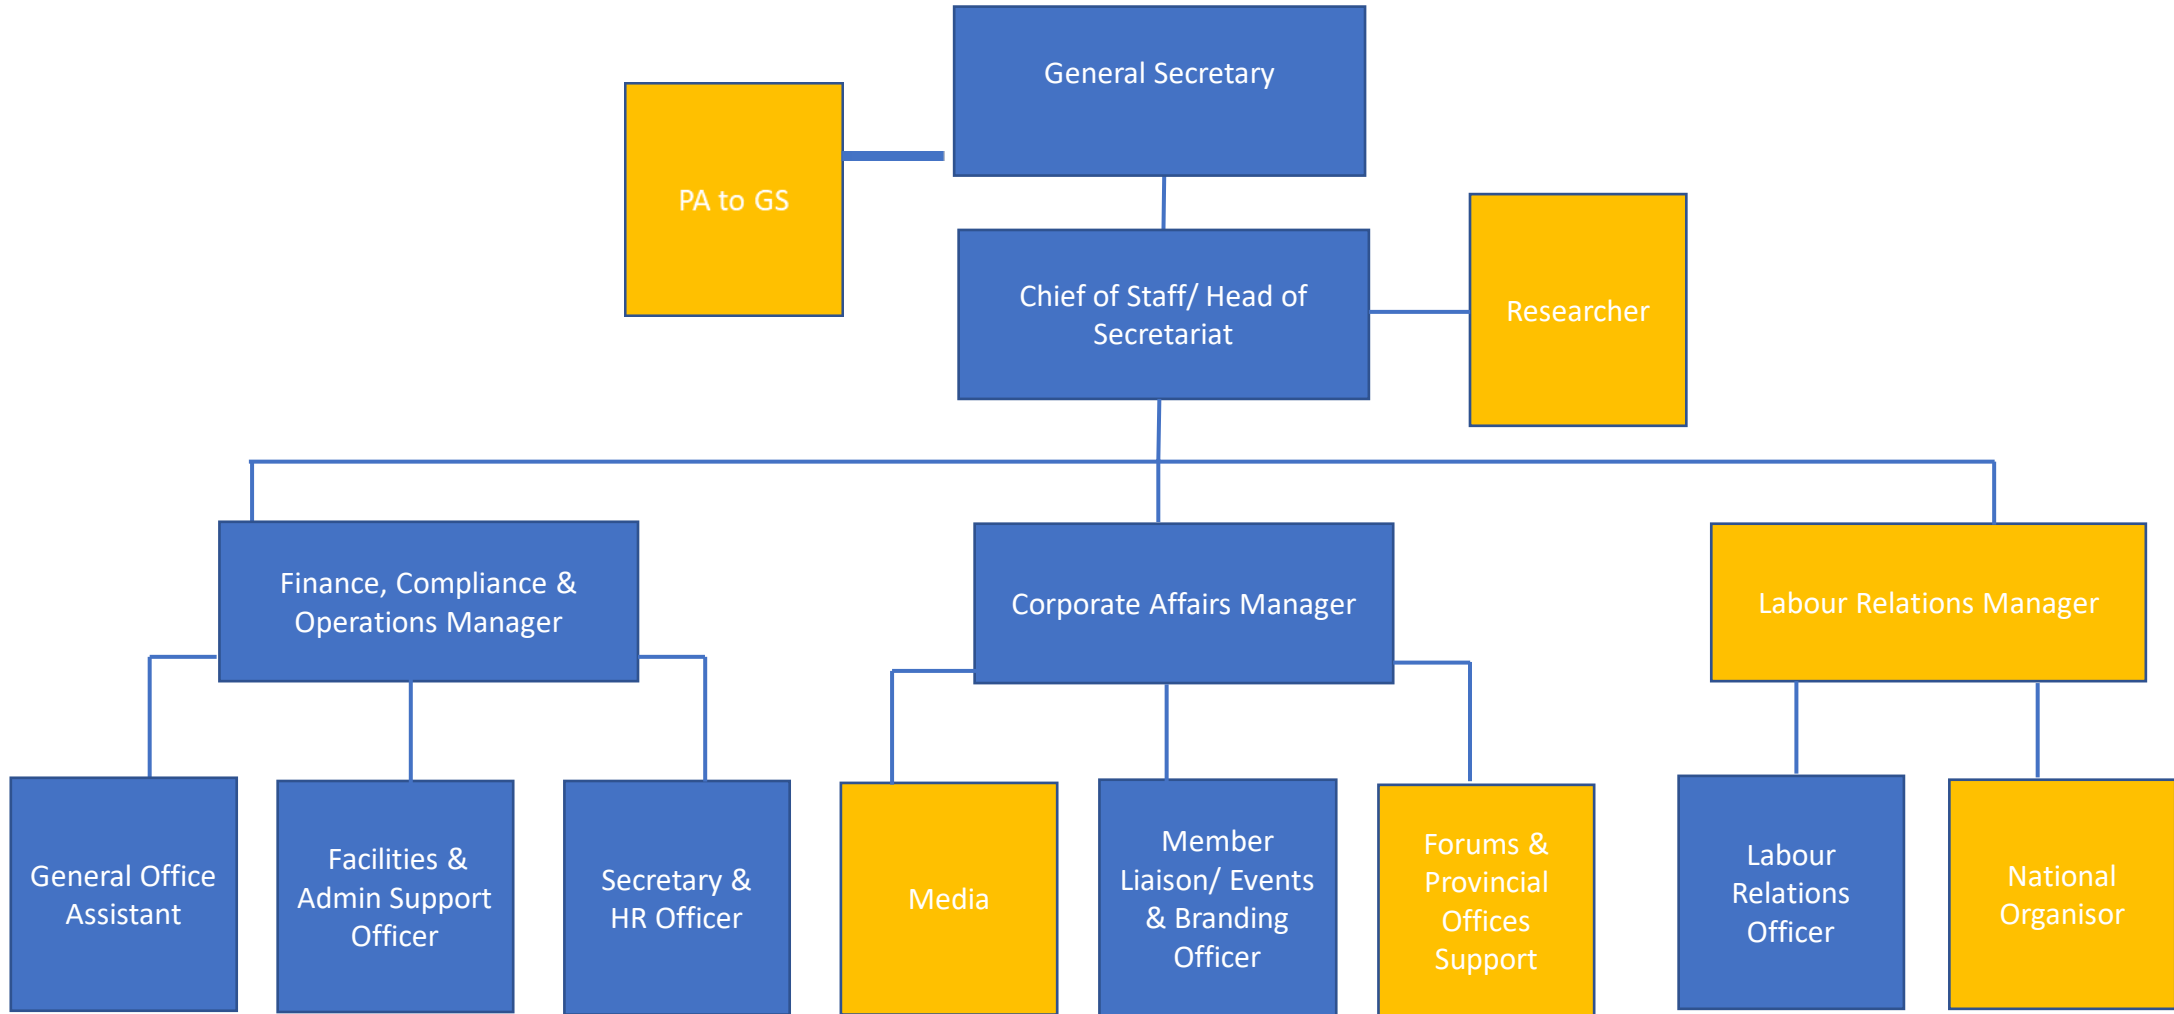 General Secretary
PA to GS
Chief of Staff/ Head of
Secretariat
Researcher
Finance, Compliance &
Operations Manager
Corporate Affairs Manager
Labour Relations Manager
General Office
Assistant
Facilities &
Admin Support
Officer
Secretary &
HR Officer
Media
Member
Liaison/ Events
& Branding
Officer
Forums &
Provincial
Offices
Support
Labour
Relations
Officer
National
Organisor